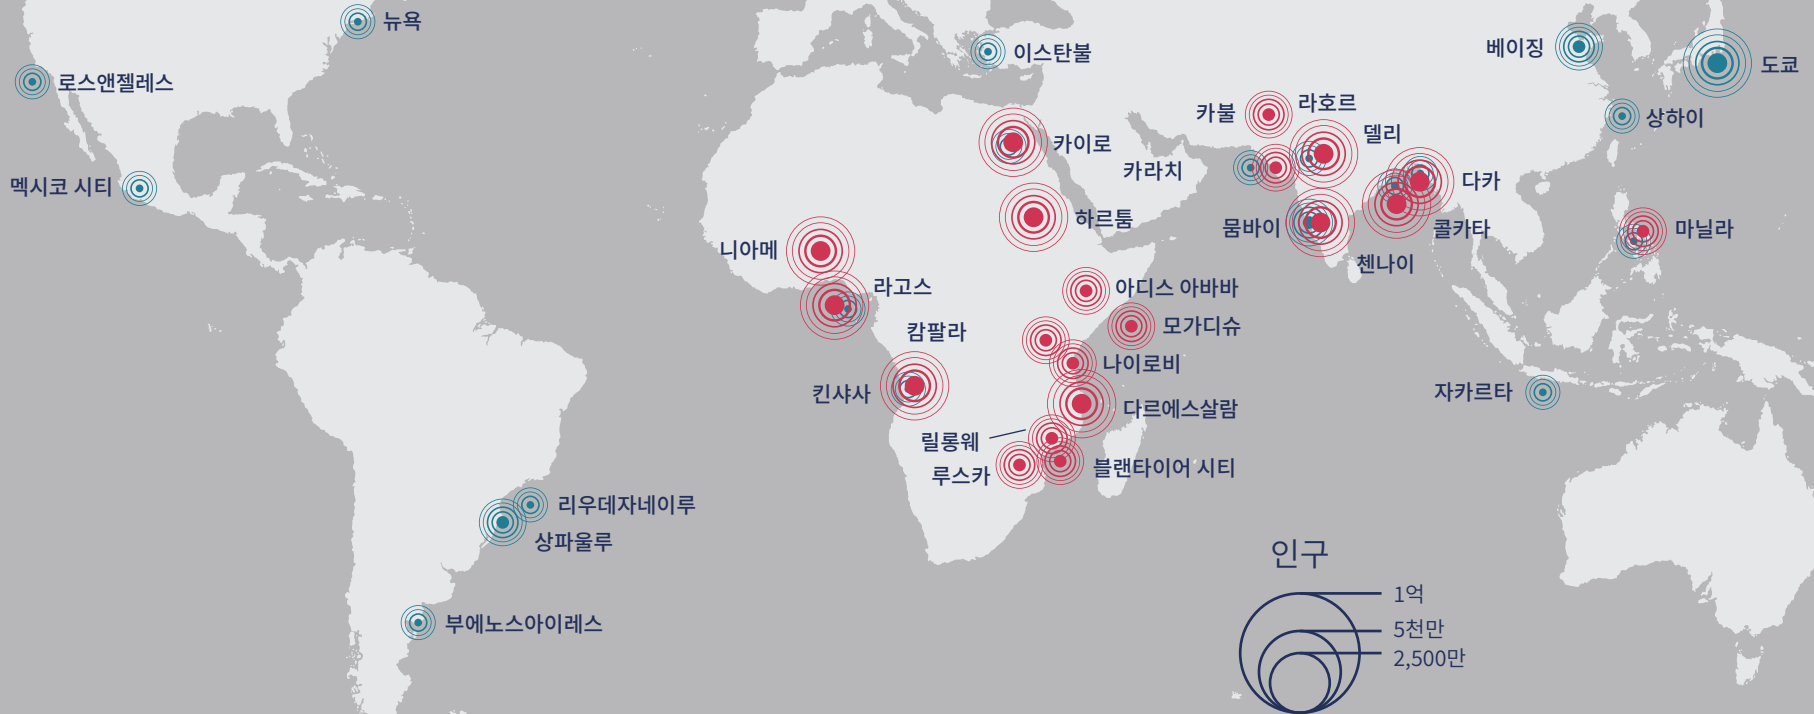 뉴욕
로스앤젤레스
이스탄불
베이징
도쿄
카불
라호르
상하이
델리
카이로
카라치
다카
멕시코 시티
하르툼
뭄바이
콜카타
마닐라
니아메
첸나이
라고스
아디스 아바바
캄팔라
모가디슈
나이로비
킨샤사
자카르타
다르에스살람
릴롱웨
루스카
블랜타이어 시티
리우데자네이루
상파울루
부에노스아이레스
인구
1억
5천만
2,500만